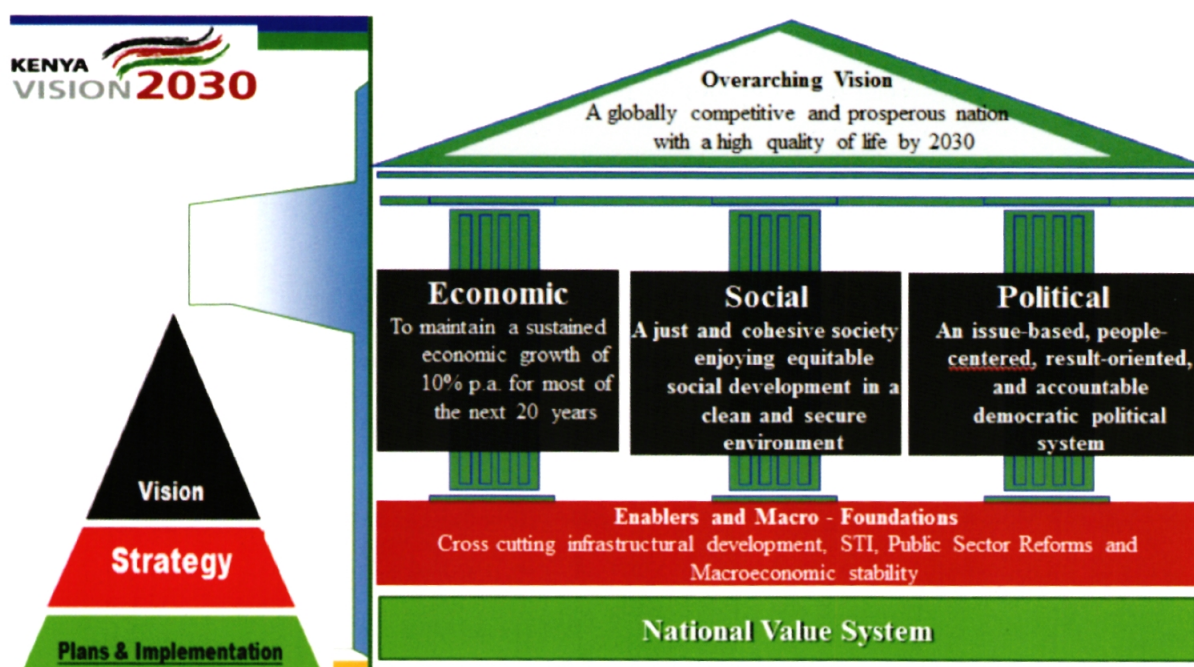 KENYA
VISION 2030
Overarching Vision
A globally competitive and prosperous nation
with a high quality of life by 2030
Economic
To maintain a sustained
economic growth of
10% p.a. for most of
the next 20 years
Social
A just and cohesive society
enjoying equitable
social development in a
clean and secure
environment
Political
An issue-based, people-
centered, result-oriented,
and accountable
democratic political
system
Vision
Strategy
Plans & Implementation
Enablers and Macro - Foundations
Cross cutting infrastructural development, STI, Public Sector Reforms and
Macroeconomic stability
National Value System